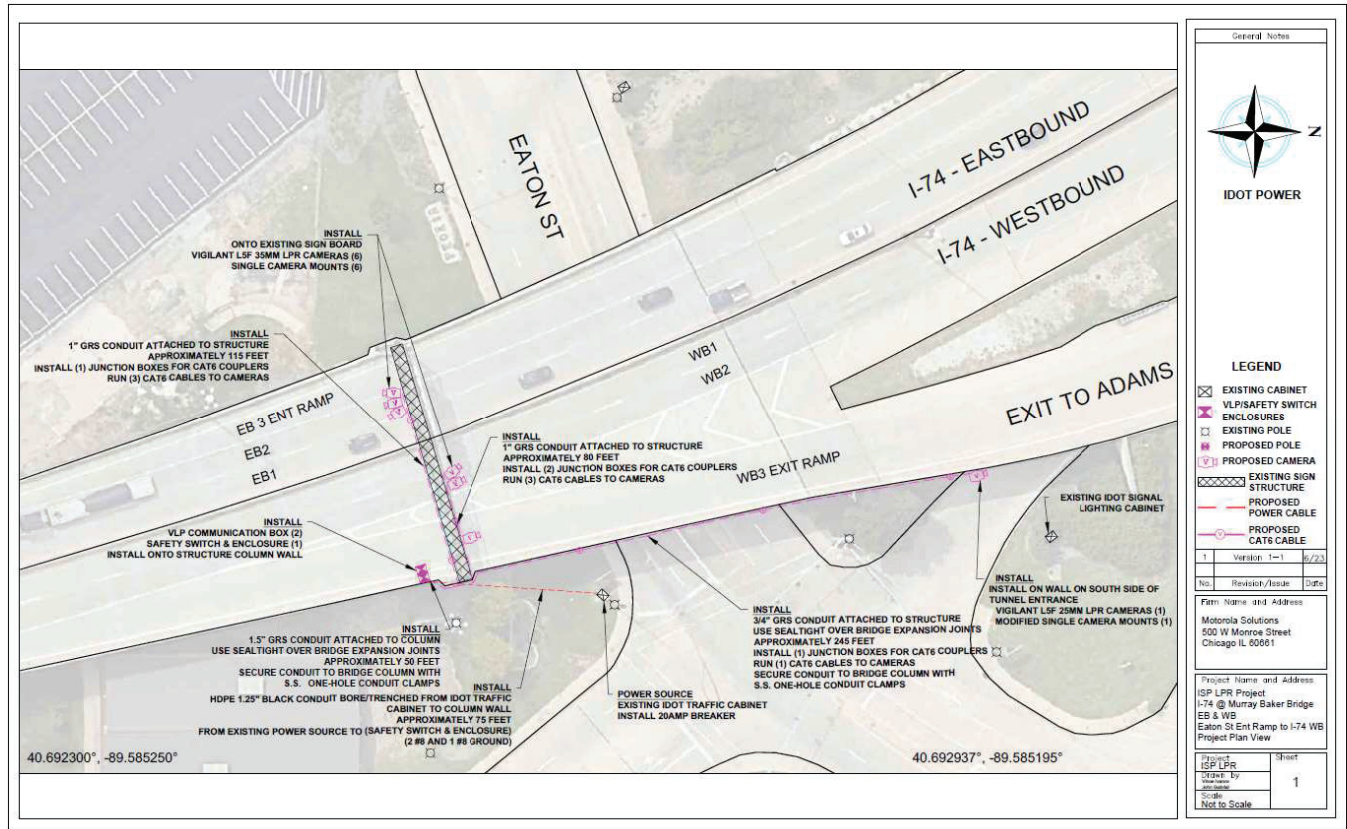 EATON ST
I-74 - EASTBOUND
I-74 - WESTBOUND
EXIT TO ADAMS
WB1
WB2
WB3 EXIT RAMP
EB 3 ENT RAMP
EB2
EB1
INSTALL
ONTO EXISTING SIGN BOARD
VIGILANT L5F 35MM LPR CAMERAS (6)
SINGLE CAMERA MOUNTS (6)
INSTALL
1" GRS CONDUIT ATTACHED TO STRUCTURE
APPROXIMATELY 115 FEET
INSTALL (1) JUNCTION BOXES FOR CAT6 COUPLERS
RUN (3) CAT6 CABLES TO CAMERAS
INSTALL
1" GRS CONDUIT ATTACHED TO STRUCTURE
APPROXIMATELY 80 FEET
INSTALL (2) JUNCTION BOXES FOR CAT6 COUPLERS
RUN (3) CAT6 CABLES TO CAMERAS
INSTALL
VLP COMMUNICATION BOX (2)
SAFETY SWITCH & ENCLOSURE (1)
INSTALL ONTO STRUCTURE COLUMN WALL
EXISTING IDOT SIGNAL
LIGHTING CABINET
INSTALL
INSTALL ON WALL ON SOUTH SIDE OF
TUNNEL ENTRANCE
VIGILANT L5F 25MM LPR CAMERAS (1)
MODIFIED SINGLE CAMERA MOUNTS (1)
INSTALL
1.5" GRS CONDUIT ATTACHED TO COLUMN
USE SEALTIGHT OVER BRIDGE EXPANSION JOINTS
APPROXIMATELY 50 FEET
SECURE CONDUIT TO BRIDGE COLUMN WITH
S.S. ONE-HOLE CONDUIT CLAMPS
INSTALL
3/4" GRS CONDUIT ATTACHED TO STRUCTURE
USE SEALTIGHT OVER BRIDGE EXPANSION JOINTS
APPROXIMATELY 245 FEET
INSTALL (1) JUNCTION BOXES FOR CAT6 COUPLERS
RUN (1) CAT6 CABLES TO CAMERAS
SECURE CONDUIT TO BRIDGE COLUMN WITH
S.S. ONE-HOLE CONDUIT CLAMPS
INSTALL
HDPE 1.25" BLACK CONDUIT BORE/TRENCHED FROM IDOT TRAFFIC
CABINET TO COLUMN WALL
APPROXIMATELY 75 FEET
FROM EXISTING POWER SOURCE TO (SAFETY SWITCH & ENCLOSURE)
(2 #8 AND 1 #8 GROUND)
POWER SOURCE
EXISTING IDOT TRAFFIC CABINET
INSTALL 20AMP BREAKER
40.692300°, -89.585250°
40.692937°, -89.585195°
General Notes
N
IDOT POWER
LEGEND
EXISTING CABINET
VLP/SAFETY SWITCH
ENCLOSURES
EXISTING POLE
PROPOSED POLE
V PROPOSED CAMERA
EXISTING SIGN
STRUCTURE
PROPOSED
POWER CABLE
PROPOSED
CAT6 CABLE
1 Version 1-1 6/23
No. Revision/Issue Date
Firm Name and Address
Motorola Solutions
500 W Monroe Street
Chicago IL 60661
Project Name and Address
ISP LPR Project
I-74 @ Murray Baker Bridge
EB & WB
Eaton St Ent Ramp to I-74 WB
Project Plan View
Project
ISP LPR
Drawn by
Scale
Not to Scale
Sheet
1